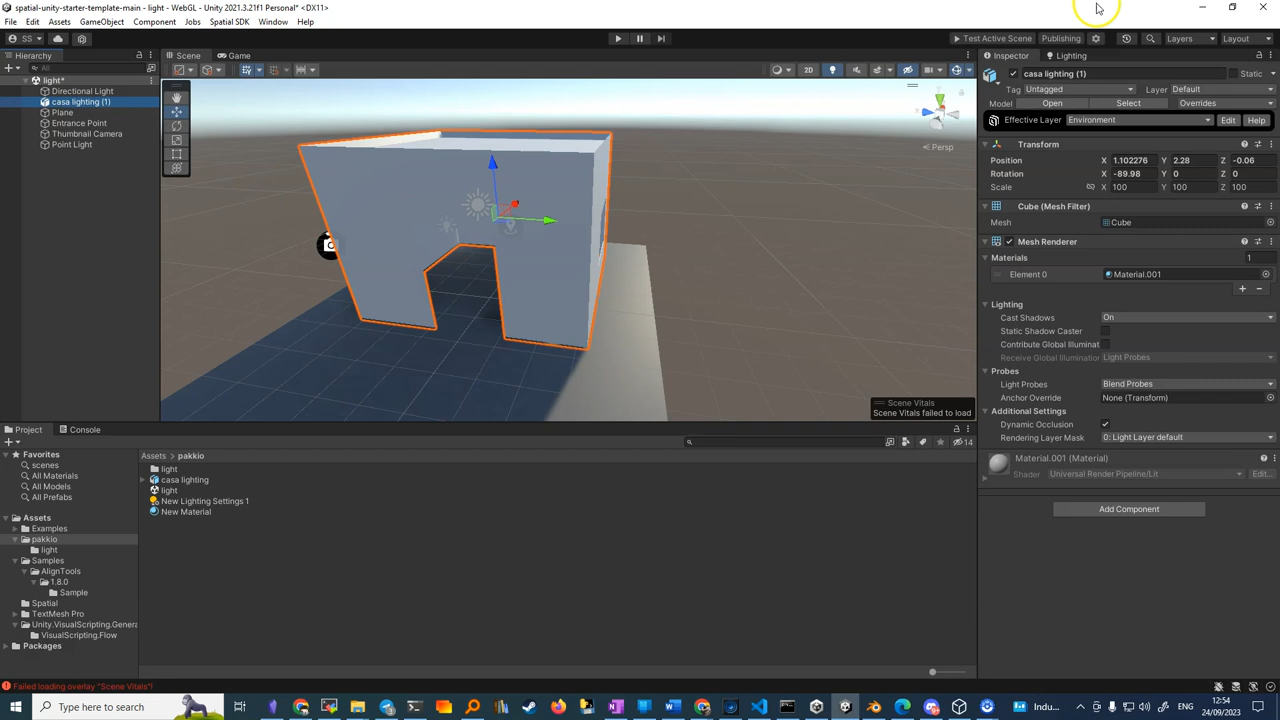 spatial-unity-starter-template-main - light - WebGL - Unity 2021.3.21f1 Personal* <DX11>
File Edit Assets GameObject Component Jobs Spatial SDK Window Help
SS Test Active Scene Publishing Layers Layout
Hierarchy Scene Game Inspector Lighting
All 2D
light*
Directional Light
casa lighting (1)
Plane
Entrance Point
Thumbnail Camera
Point Light
Persp
Scene Vitals
Scene Vitals failed to load
casa lighting (1) Static
Tag Untagged Layer Default
Model Open Select Overrides
Effective Layer Environment Edit Help
Transform
Position X 1.102276 Y 2.28 Z -0.06
Rotation X -89.98 Y 0 Z 0
Scale X 100 Y 100 Z 100
Cube (Mesh Filter)
Mesh Cube
Mesh Renderer
Materials 1
Element 0 Material.001
Lighting
Cast Shadows On
Static Shadow Caster
Contribute Global Illuminat
Receive Global Illuminatio Light Probes
Probes
Light Probes Blend Probes
Anchor Override None (Transform)
Additional Settings
Dynamic Occlusion
Rendering Layer Mask 0: Light Layer default
Material.001 (Material)
Shader Universal Render Pipeline/Lit Edit...
Add Component
Project Console
14
Favorites
scenes
All Materials
All Models
All Prefabs
Assets
Examples
pakkio
light
Samples
AlignTools
1.8.0
Sample
Spatial
TextMesh Pro
Unity.VisualScripting.Genera
VisualScripting.Flow
Packages
Assets pakkio
light
casa lighting
light
New Lighting Settings 1
New Material
Failed loading overlay "Scene Vitals"!
Type here to search
Indu...
12:54
24/09/2023